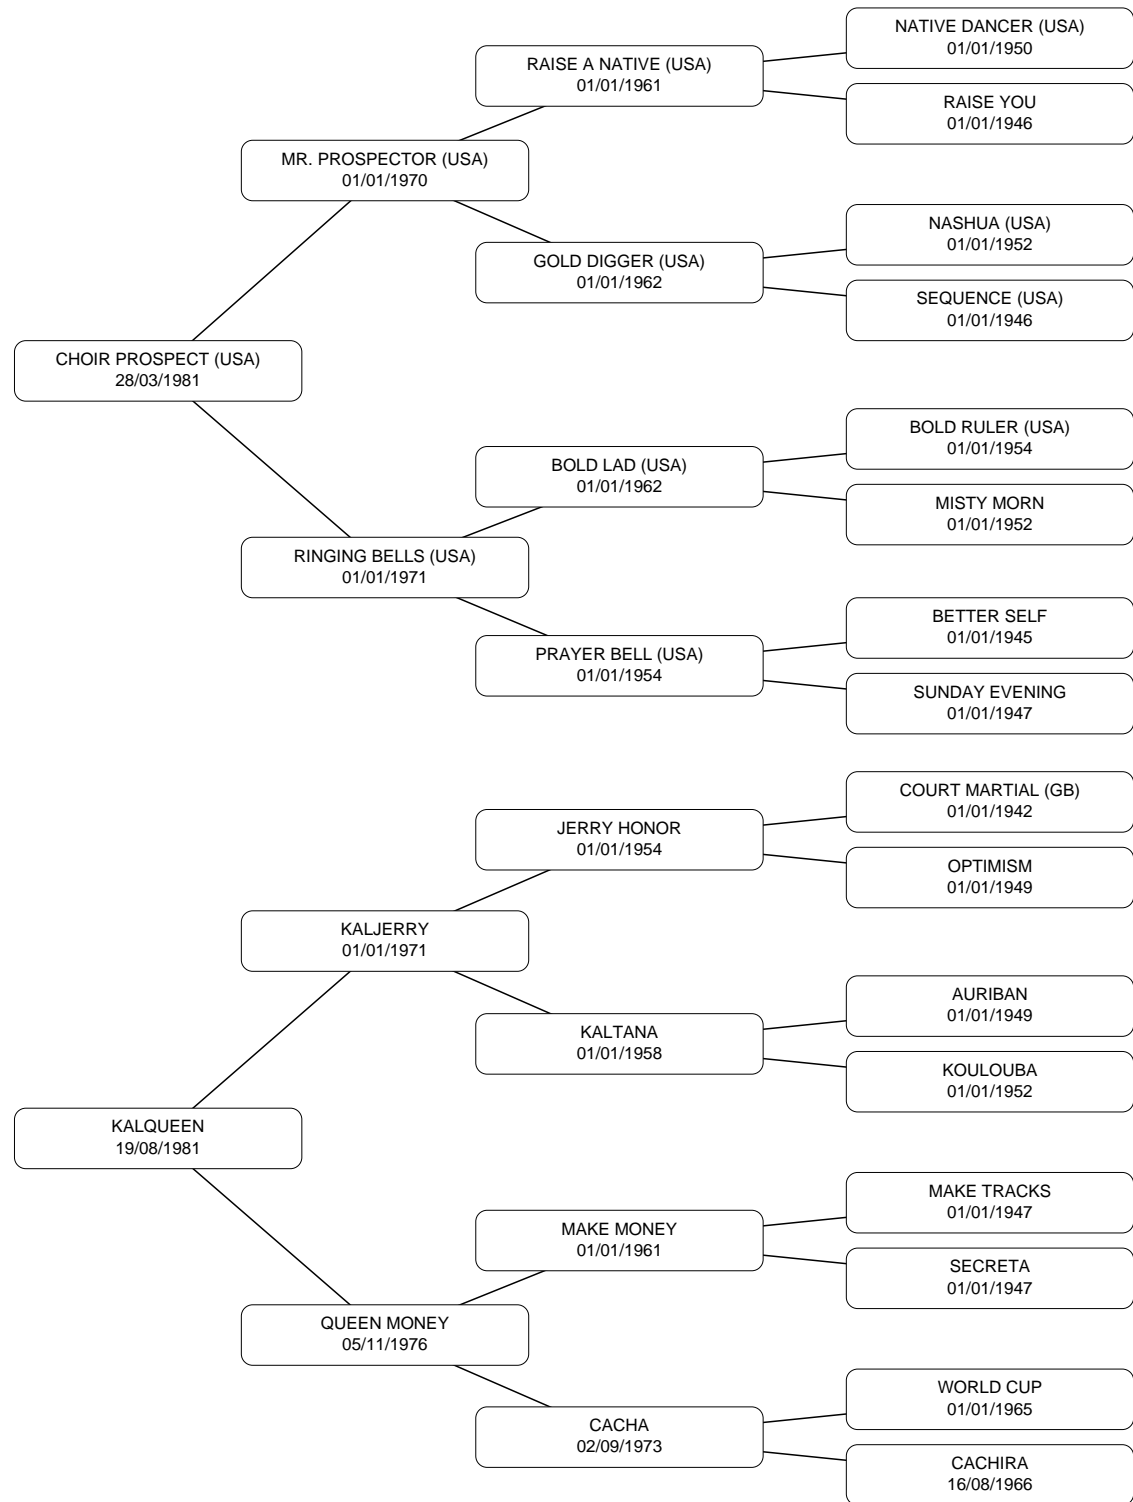 NATIVE DANCER (USA)
01/01/1950
RAISE A NATIVE (USA)
01/01/1961
RAISE YOU
01/01/1946
MR. PROSPECTOR (USA)
01/01/1970
NASHUA (USA)
01/01/1952
GOLD DIGGER (USA)
01/01/1962
SEQUENCE (USA)
01/01/1946
CHOIR PROSPECT (USA)
28/03/1981
BOLD RULER (USA)
01/01/1954
BOLD LAD (USA)
01/01/1962
MISTY MORN
01/01/1952
RINGING BELLS (USA)
01/01/1971
BETTER SELF
01/01/1945
PRAYER BELL (USA)
01/01/1954
SUNDAY EVENING
01/01/1947
COURT MARTIAL (GB)
01/01/1942
JERRY HONOR
01/01/1954
OPTIMISM
01/01/1949
KALJERRY
01/01/1971
AURIBAN
01/01/1949
KALTANA
01/01/1958
KOULOUBA
01/01/1952
KALQUEEN
19/08/1981
MAKE TRACKS
01/01/1947
MAKE MONEY
01/01/1961
SECRETA
01/01/1947
QUEEN MONEY
05/11/1976
WORLD CUP
01/01/1965
CACHA
02/09/1973
CACHIRA
16/08/1966